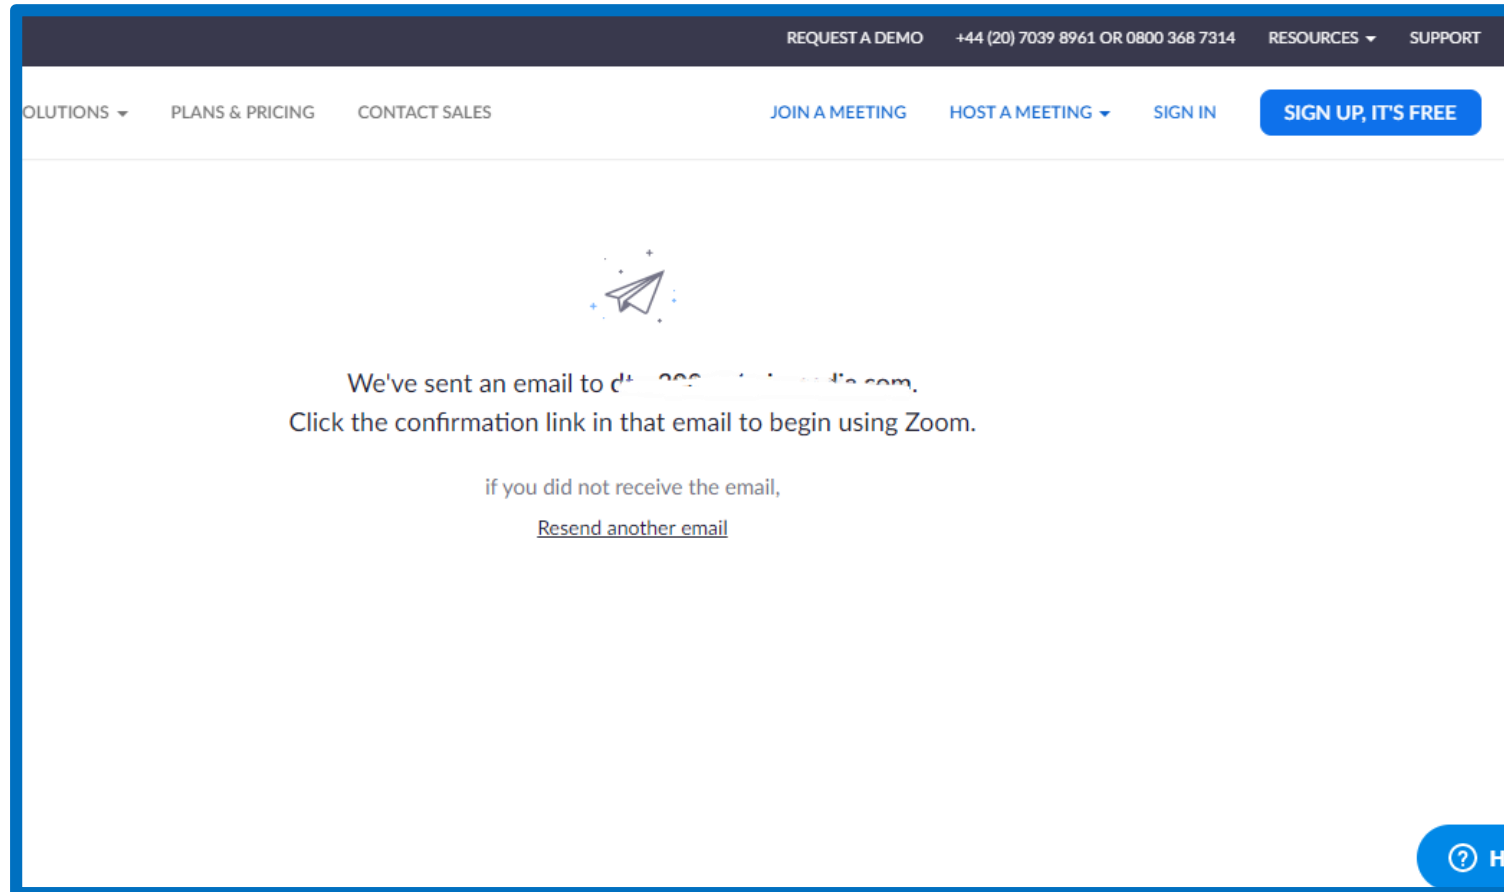 REQUEST A DEMO +44 (20) 7039 8961 OR 0800 368 7314 RESOURCES SUPPORT
OLUTIONS PLANS & PRICING CONTACT SALES JOIN A MEETING HOST A MEETING SIGN IN SIGN UP, IT'S FREE
We've sent an email to
Click the confirmation link in that email to begin using Zoom.
if you did not receive the email,
Resend another email
? H